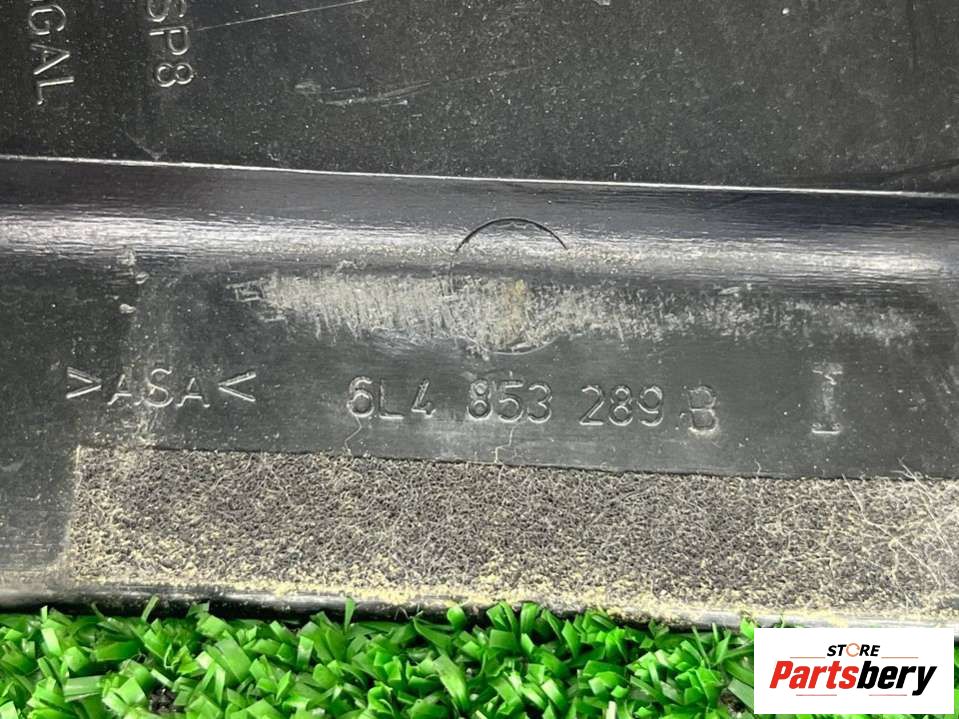 SP8
GAL
>ASA< 6L4 853 289 B I
STORE
Partsbery